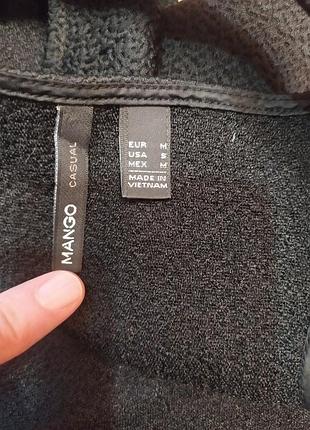 MANGO CASUAL
EUR M
USA S
MEX M
MADE IN
VIETNAM